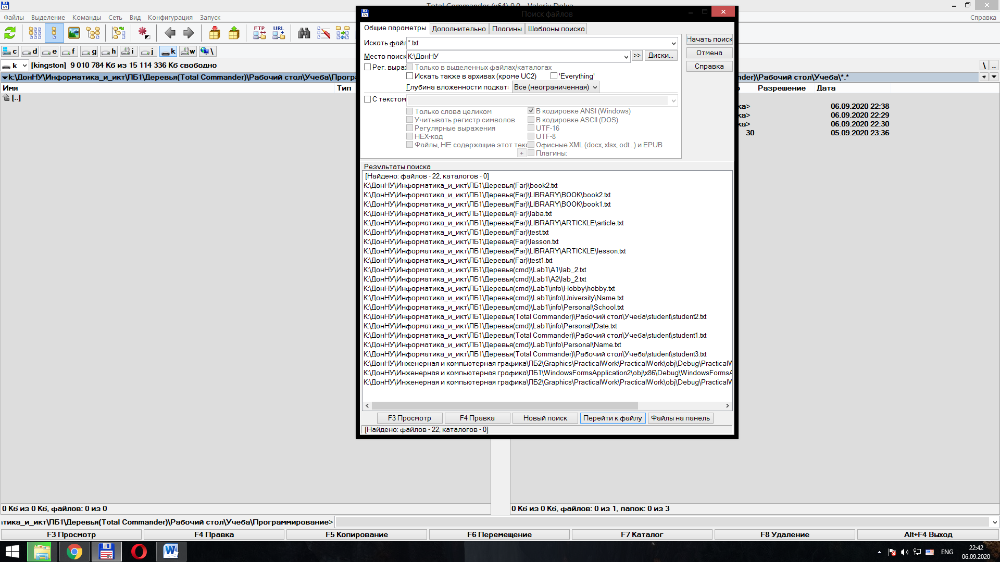 Total Commander (x64) 9.0 - Valeriy Dolya
Файлы Выделение Команды Сеть Вид Конфигурация Запуск
Справка
FTP URL
c d e f g h i j k w \
k [kingston] 9 010 784 Кб из 15 114 336 Кб свободно
\ ..
k:\ДонНУ\Информатика_и_икт\ЛБ1\Деревья(Total Commander)\Рабочий стол\Учеба\Програ
nder)\Рабочий стол\Учеба\*.*
* 
Имя Тип
Разрешение Дата
[..]
ка> 06.09.2020 22:38
ка> 06.09.2020 22:29
ка> 06.09.2020 22:30
30 05.09.2020 23:36
Поиск файлов
Общие параметры Дополнительно Плагины Шаблоны поиска
Искать файл *.txt
Начать поиск
Место поиск K:\ДонНУ >> Диски...
Отмена
Рег. выра Только в выделенных файлах/каталогах
Справка
Искать также в архивах (кроме UC2) 'Everything'
Глубина вложенности подкат Все (неограниченная)
С текстом
Только слова целиком В кодировке ANSI (Windows)
Учитывать регистр символов В кодировке ASCII (DOS)
Регулярные выражения UTF-16
HEX-код UTF-8
Файлы, НЕ содержащие этот текс Офисные XML (docx, xlsx, odt...) и EPUB
+ Плагины:
Результаты поиска
[Найдено: файлов - 22, каталогов - 0]
K:\ДонНУ\Информатика_и_икт\ЛБ1\Деревья(Far)\book2.txt
K:\ДонНУ\Информатика_и_икт\ЛБ1\Деревья(Far)\LIBRARY\BOOK\book2.txt
K:\ДонНУ\Информатика_и_икт\ЛБ1\Деревья(Far)\LIBRARY\BOOK\book1.txt
K:\ДонНУ\Информатика_и_икт\ЛБ1\Деревья(Far)\laba.txt
K:\ДонНУ\Информатика_и_икт\ЛБ1\Деревья(Far)\LIBRARY\ARTICKLE\article.txt
K:\ДонНУ\Информатика_и_икт\ЛБ1\Деревья(Far)\test.txt
K:\ДонНУ\Информатика_и_икт\ЛБ1\Деревья(Far)\lesson.txt
K:\ДонНУ\Информатика_и_икт\ЛБ1\Деревья(Far)\LIBRARY\ARTICKLE\lesson.txt
K:\ДонНУ\Информатика_и_икт\ЛБ1\Деревья(Far)\test1.txt
K:\ДонНУ\Информатика_и_икт\ЛБ1\Деревья(cmd)\Lab1\A1\lab_2.txt
K:\ДонНУ\Информатика_и_икт\ЛБ1\Деревья(cmd)\Lab1\A2\lab_2.txt
K:\ДонНУ\Информатика_и_икт\ЛБ1\Деревья(cmd)\Lab1\info\Hobby\hobby.txt
K:\ДонНУ\Информатика_и_икт\ЛБ1\Деревья(cmd)\Lab1\info\University\Name.txt
K:\ДонНУ\Информатика_и_икт\ЛБ1\Деревья(cmd)\Lab1\info\Personal\School.txt
K:\ДонНУ\Информатика_и_икт\ЛБ1\Деревья(Total Commander)\Рабочий стол\Учеба\student\student2.txt
K:\ДонНУ\Информатика_и_икт\ЛБ1\Деревья(cmd)\Lab1\info\Personal\Date.txt
K:\ДонНУ\Информатика_и_икт\ЛБ1\Деревья(Total Commander)\Рабочий стол\Учеба\student\student1.txt
K:\ДонНУ\Информатика_и_икт\ЛБ1\Деревья(cmd)\Lab1\info\Personal\Name.txt
K:\ДонНУ\Информатика_и_икт\ЛБ1\Деревья(Total Commander)\Рабочий стол\Учеба\student\student3.txt
K:\ДонНУ\Инженерная и компьютерная графика\ЛБ2\Graphics\PracticalWork\PracticalWork\obj\Debug\PracticalW
K:\ДонНУ\Инженерная и компьютерная графика\ЛБ1\WindowsFormsApplication2\obj\x86\Debug\WindowsFormsA
K:\ДонНУ\Инженерная и компьютерная графика\ЛБ2\Graphics\PracticalWork\PracticalWork\obj\Debug\PracticalW
F3 Просмотр F4 Правка Новый поиск Перейти к файлу Файлы на панель
[Найдено: файлов - 22, каталогов - 0]
0 Кб из 0 Кб, файлов: 0 из 0
0 Кб из 0 Кб, файлов: 0 из 1, папок: 0 из 3
тика_и_икт\ЛБ1\Деревья(Total Commander)\Рабочий стол\Учеба\Программирование>
F3 Просмотр F4 Правка F5 Копирование F6 Перемещение F7 Каталог F8 Удаление Alt+F4 Выход
ENG
22:42
06.09.2020